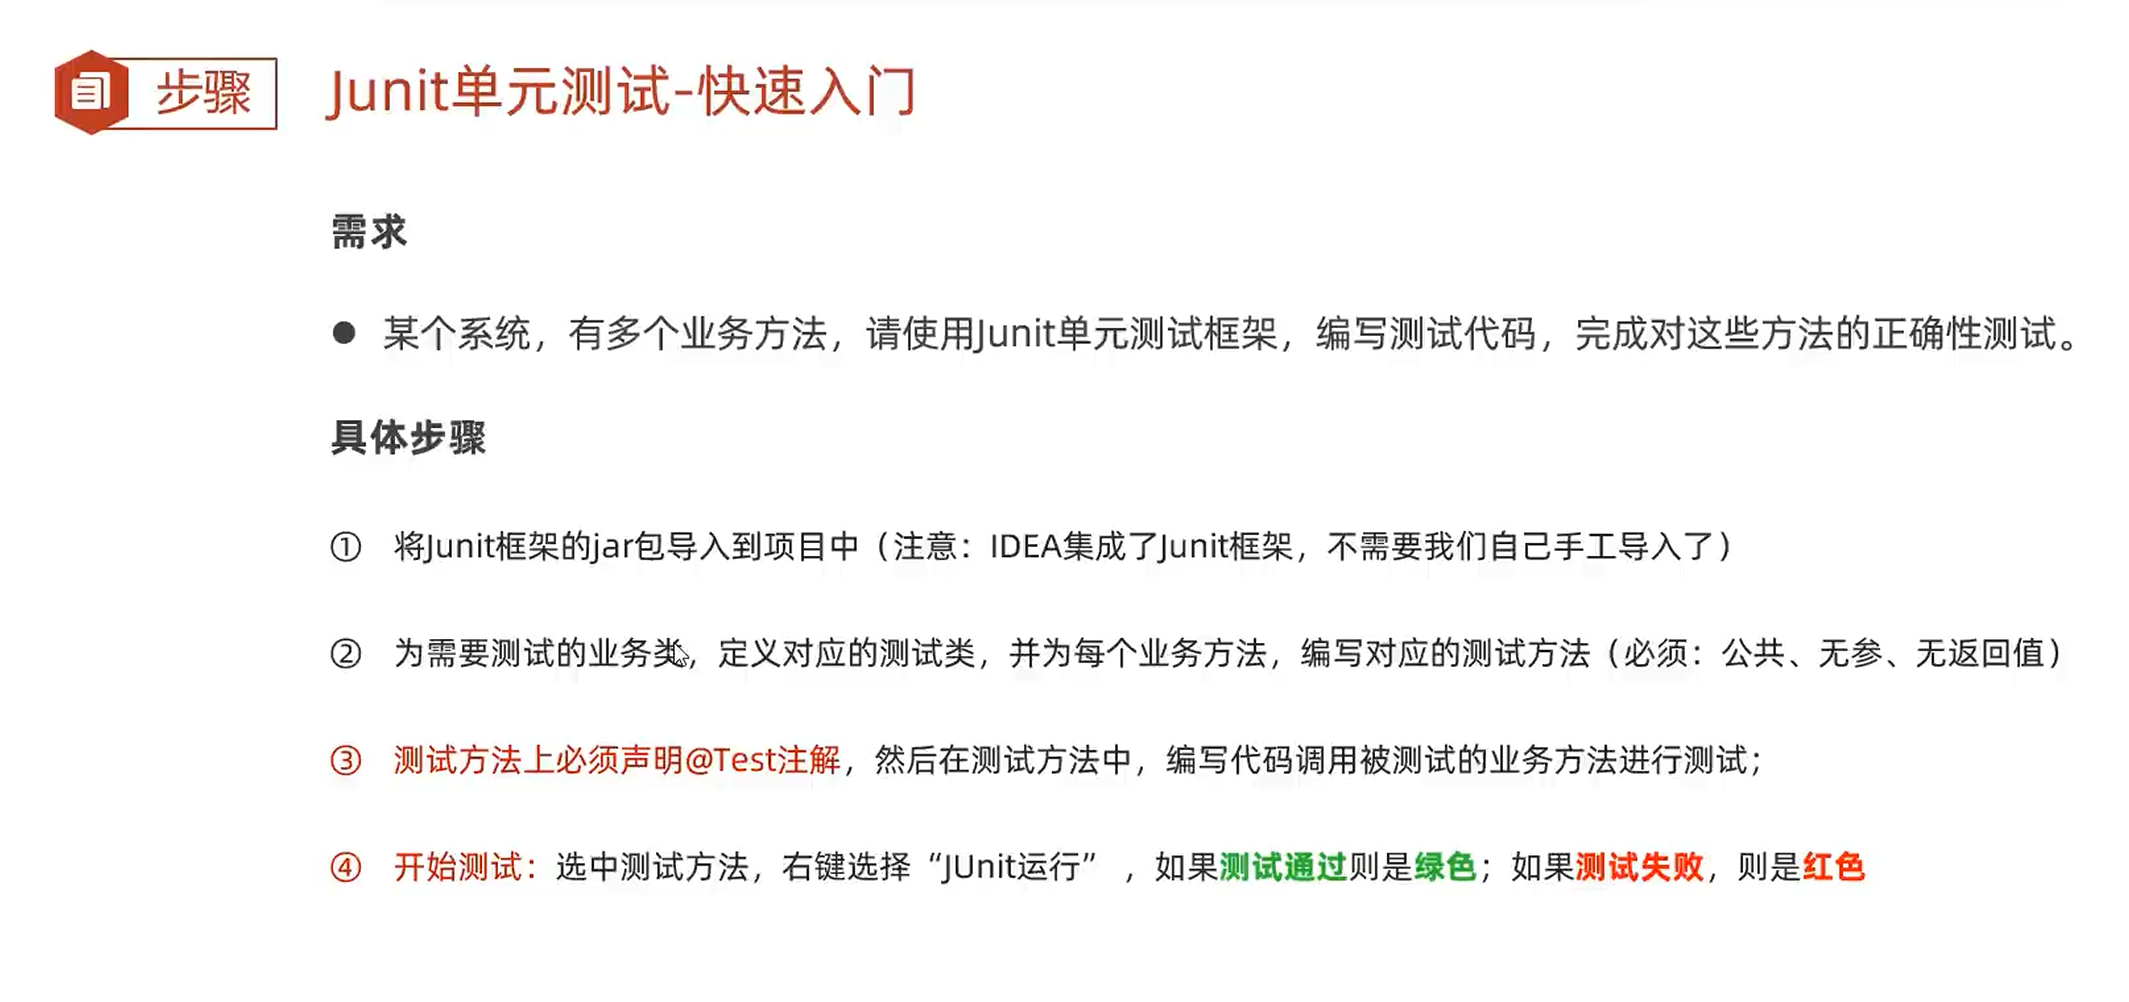 步骤 Junit单元测试-快速入门
需求
● 某个系统，有多个业务方法，请使用Junit单元测试框架，编写测试代码，完成对这些方法的正确性测试。
具体步骤
① 将Junit框架的jar包导入到项目中（注意：IDEA集成了Junit框架，不需要我们自己手工导入了）
② 为需要测试的业务类，定义对应的测试类，并为每个业务方法，编写对应的测试方法（必须：公共、无参、无返回值）
③ 测试方法上必须声明@Test注解，然后在测试方法中，编写代码调用被测试的业务方法进行测试；
④ 开始测试：选中测试方法，右键选择“JUnit运行” ，如果测试通过则是绿色；如果测试失败，则是红色